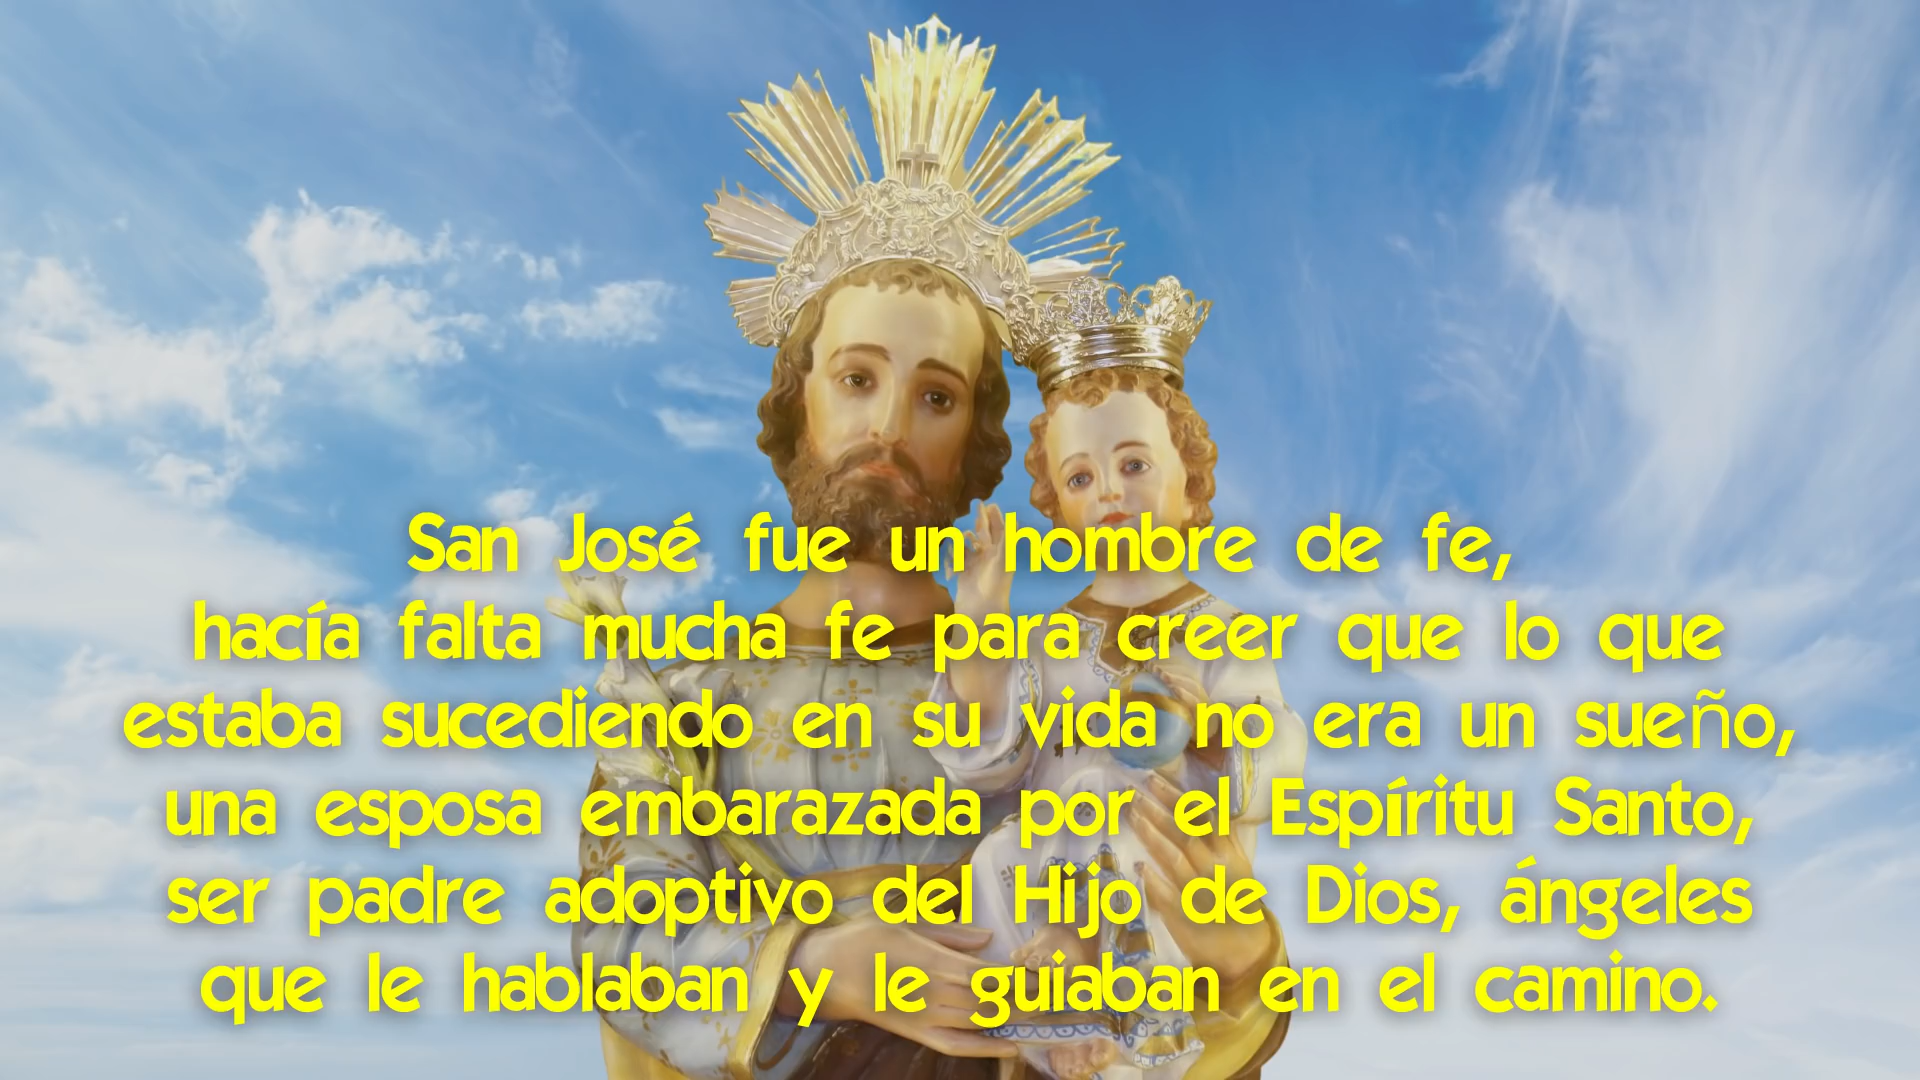 San José fue un hombre de fe,
hacía falta mucha fe para creer que lo que
estaba sucediendo en su vida no era un sueño,
una esposa embarazada por el Espíritu Santo,
ser padre adoptivo del Hijo de Dios, ángeles
que le hablaban y le guiaban en el camino.